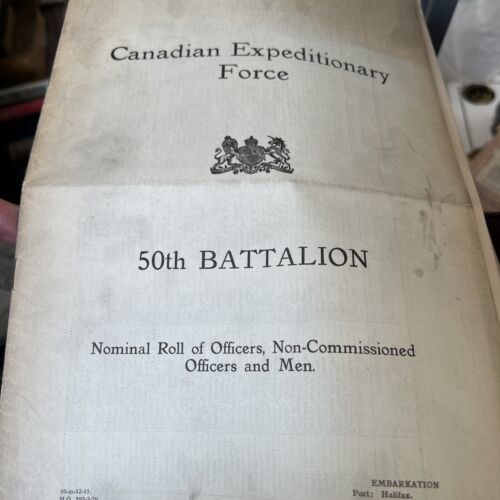 Canadian Expeditionary
Force
50th BATTALION
Nominal Roll of Officers, Non-Commissioned
Officers and Men.
EMBARKATION
Port: Halifax.